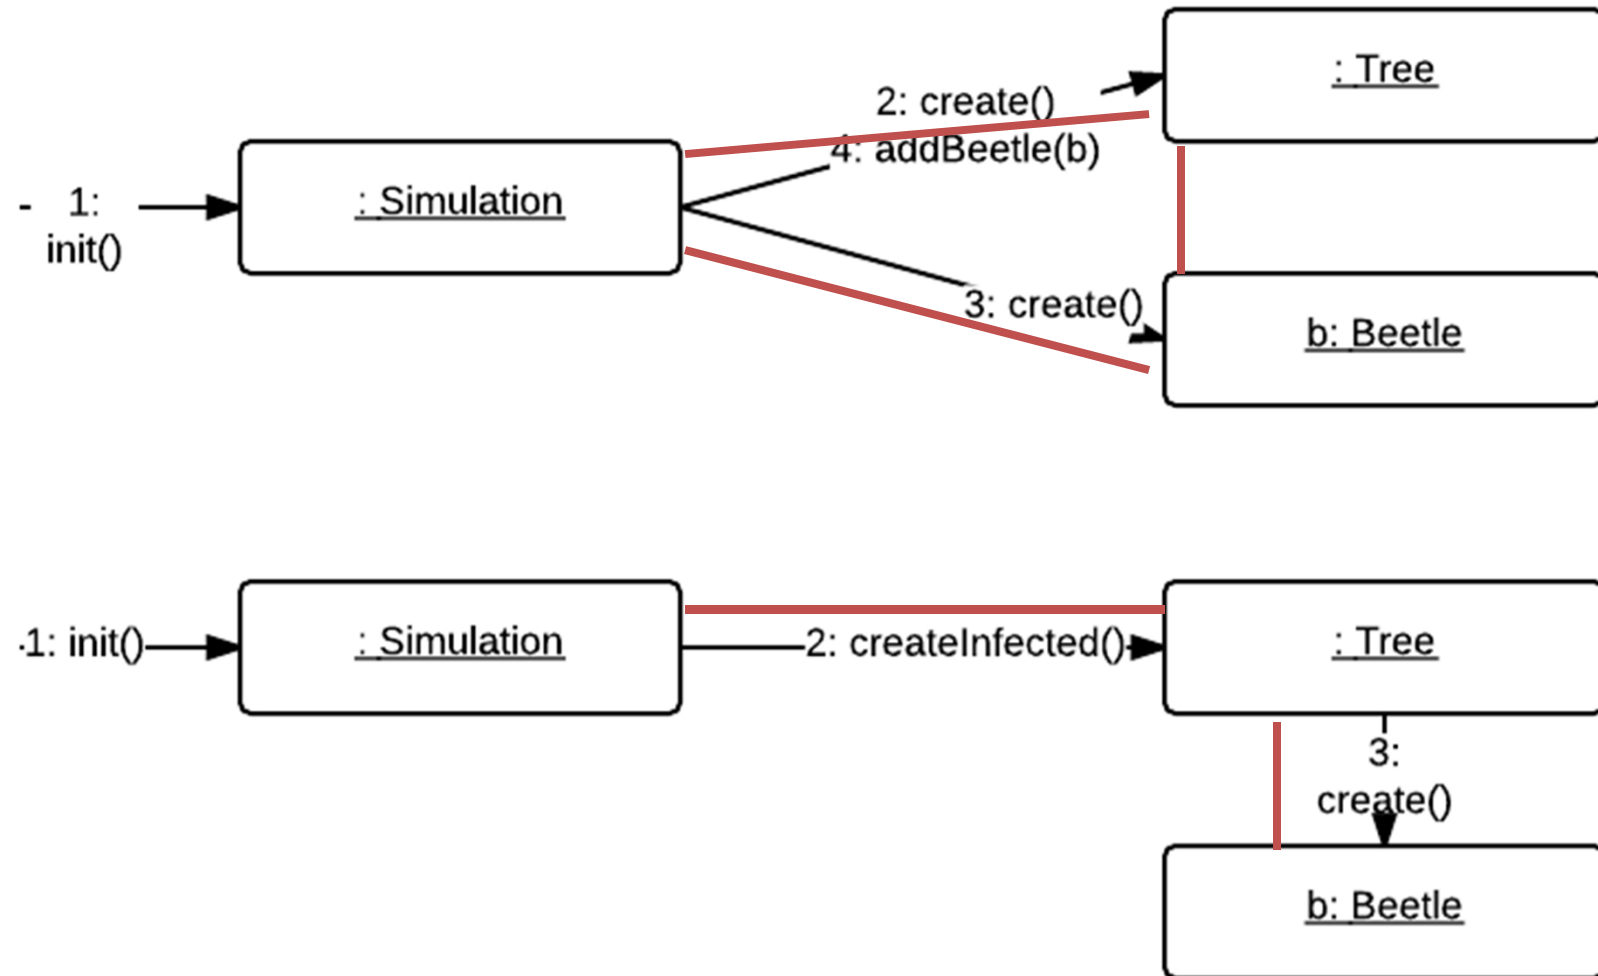 : Tree
2: create()
4: addBeetle(b)
- 1:
init()
: Simulation
3: create()
b: Beetle
1: init()
: Simulation
2: createInfected()
: Tree
3:
create()
b: Beetle